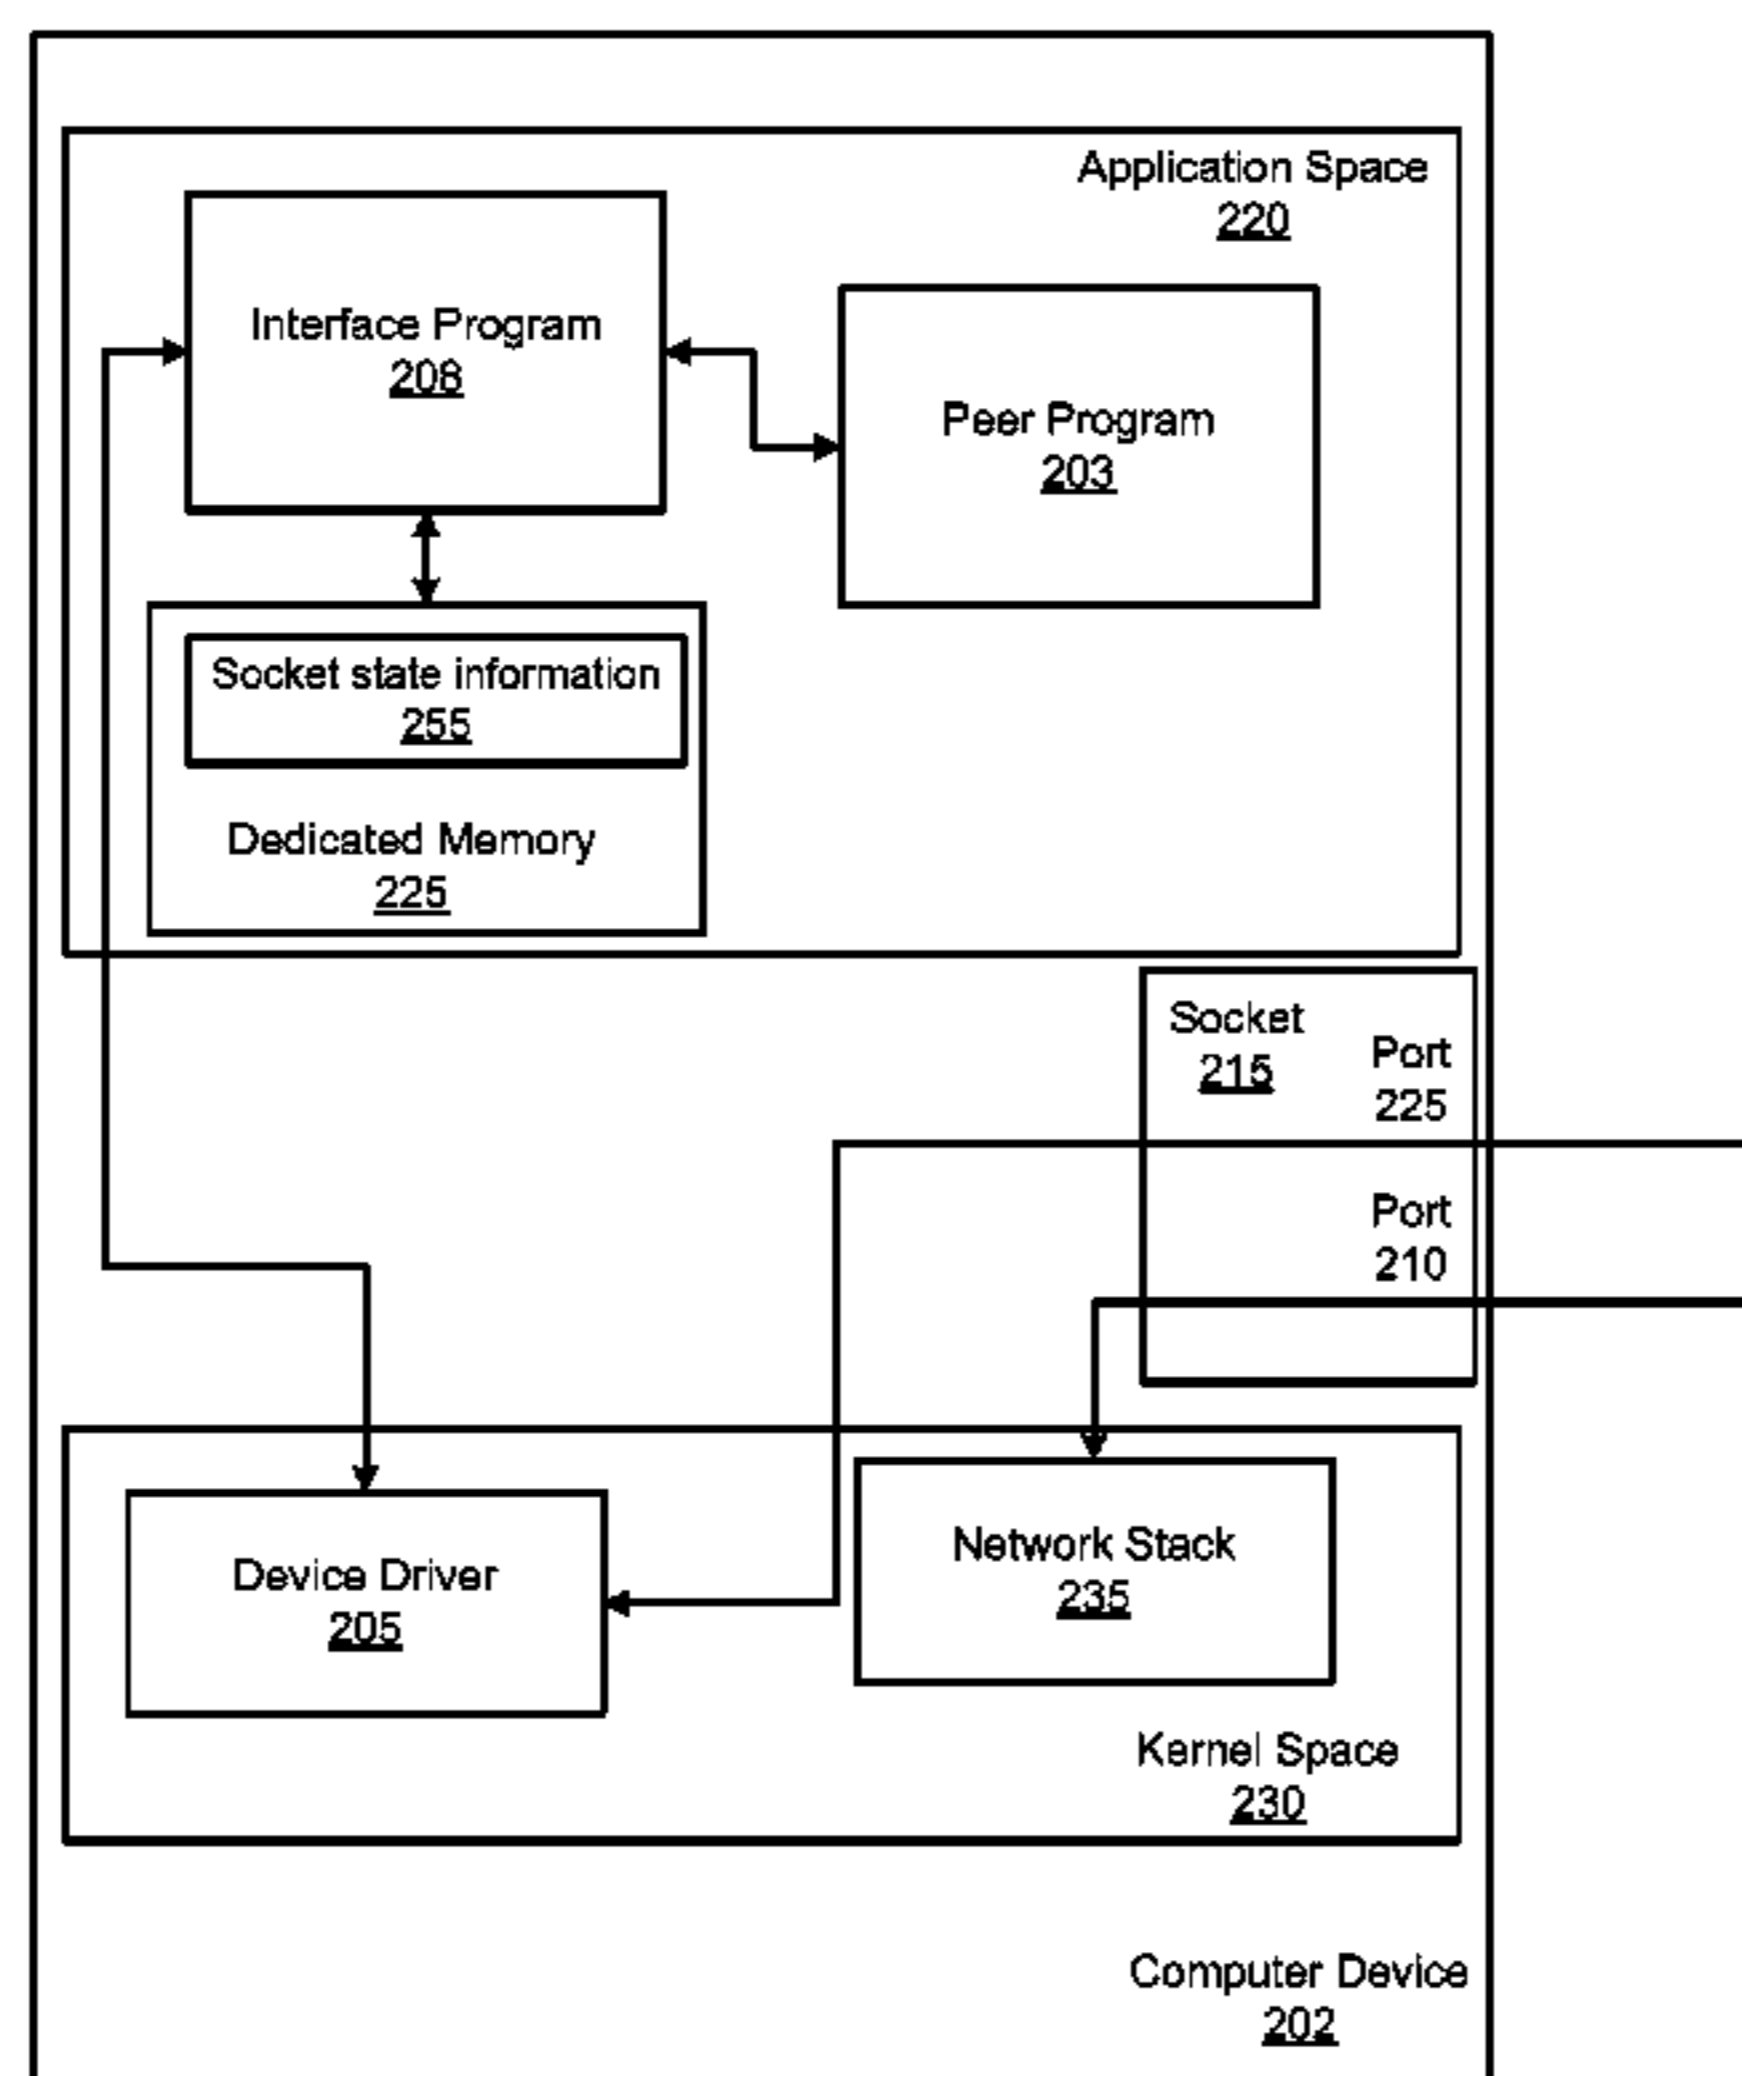 Application Space
220
Interface Program
208
Peer Program
203
Socket state information
255
Dedicated Memory
225
Socket
215
Port
225
Port
210
Network Stack
235
Device Driver
205
Kernel Space
230
Computer Device
202